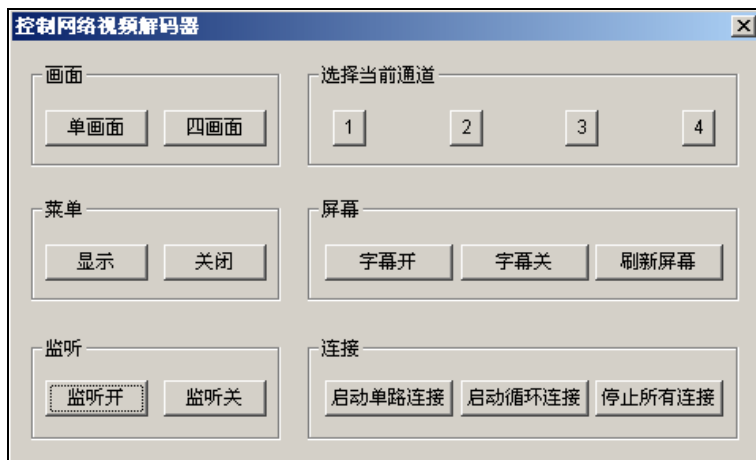 控制网络视频解码器
画面
单画面 四画面
选择当前通道
1 2 3 4
菜单
显示 关闭
屏幕
字幕开 字幕关 刷新屏幕
监听
监听开 监听关
连接
启动单路连接 启动循环连接 停止所有连接